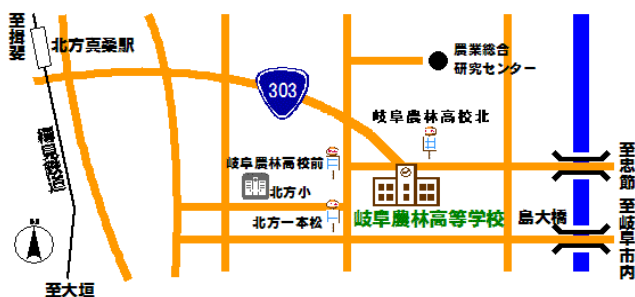 至揖斐
北方真桑駅
農業総合
研究センター
303
岐阜農林高校北
岐阜農林高校前
北方小
北方一本松
岐阜農林高等学校
島大橋
至忠節
至岐阜市内
至大垣